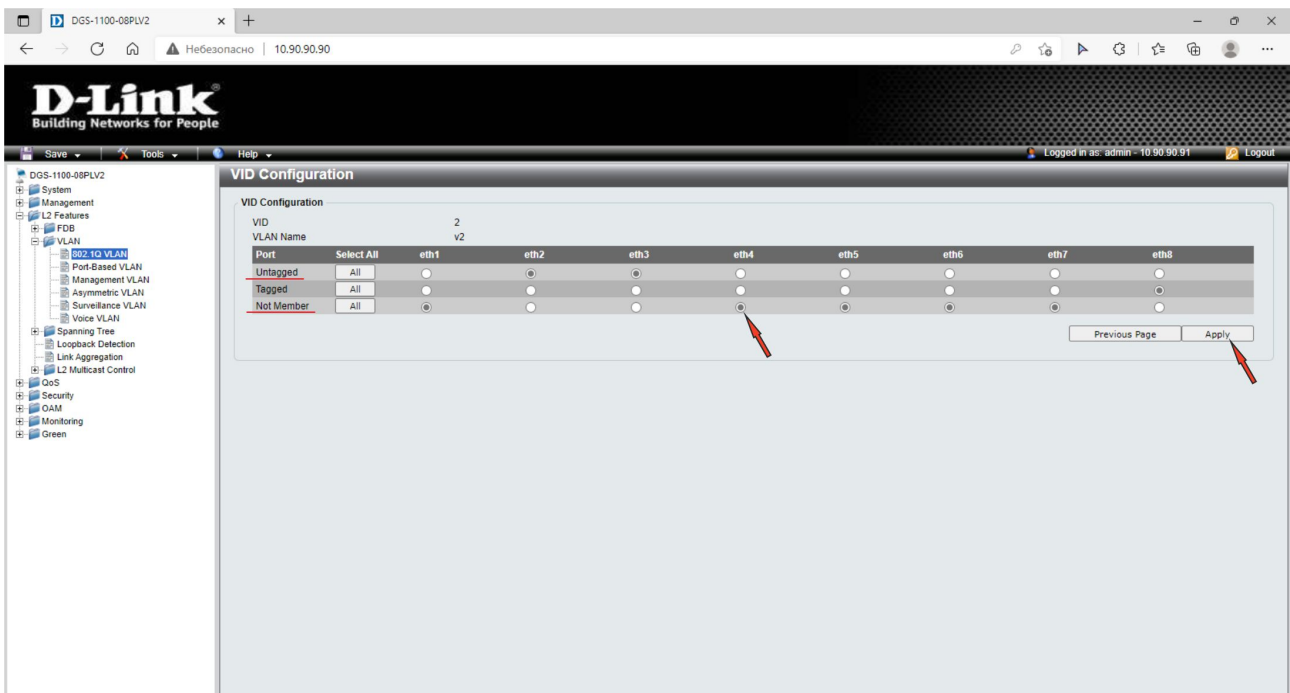 DGS-1100-08PLV2
Небезопасно 10.90.90.90
D-Link®
Building Networks for People
Save Tools Help Logged in as: admin - 10.90.90.91 Logout
DGS-1100-08PLV2
System
Management
L2 Features
FDB
VLAN
802.1Q VLAN
Port-Based VLAN
Management VLAN
Asymmetric VLAN
Surveillance VLAN
Voice VLAN
Spanning Tree
Loopback Detection
Link Aggregation
L2 Multicast Control
QoS
Security
OAM
Monitoring
Green
VID Configuration
VID Configuration
VID 2
VLAN Name v2
Port Select All eth1 eth2 eth3 eth4 eth5 eth6 eth7 eth8
Untagged All
Tagged All
Not Member All
Previous Page Apply